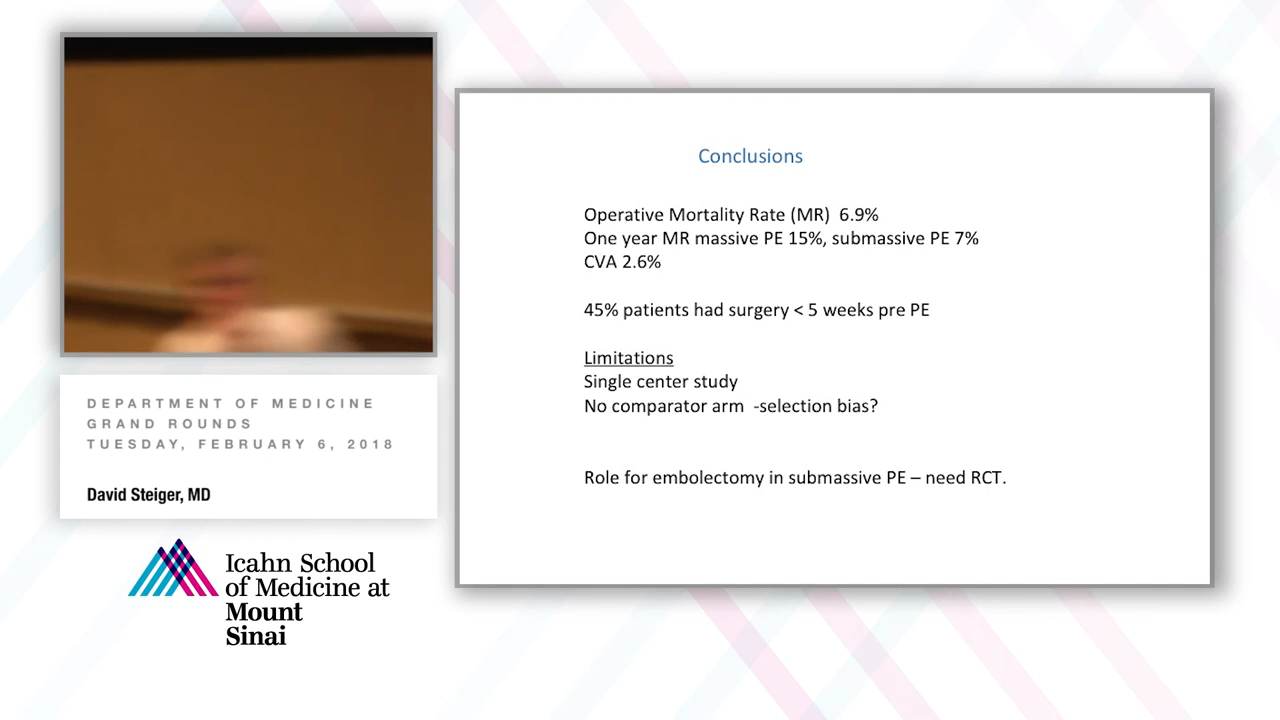 Conclusions
Operative Mortality Rate (MR)  6.9%
One year MR massive PE 15%, submassive PE 7%
CVA 2.6%
45% patients had surgery < 5 weeks pre PE
Limitations
Single center study
No comparator arm  -selection bias?
Role for embolectomy in submassive PE – need RCT.
DEPARTMENT OF MEDICINE
GRAND ROUNDS
TUESDAY, FEBRUARY 6, 2018
David Steiger, MD
Icahn School
of Medicine at
Mount
Sinai